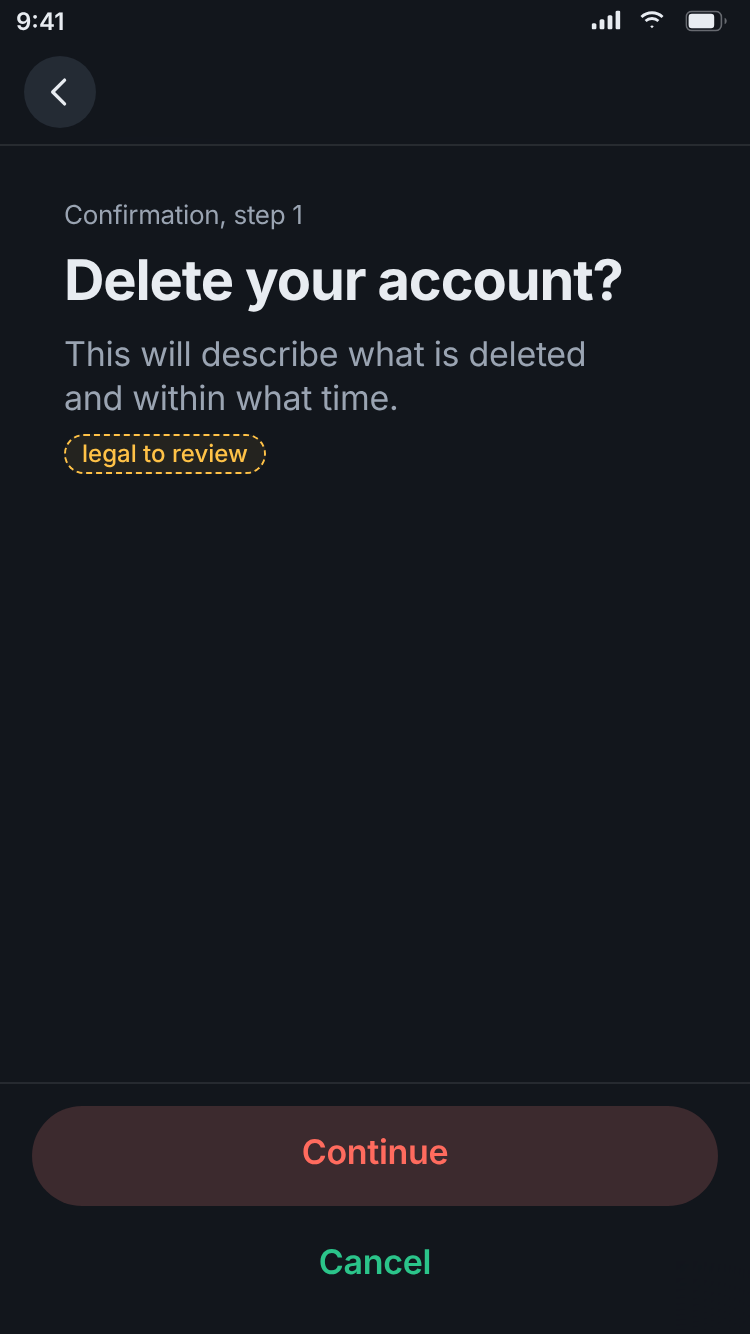 9:41
Confirmation, step 1
Delete your account?
This will describe what is deleted
and within what time.
legal to review
Continue
Cancel